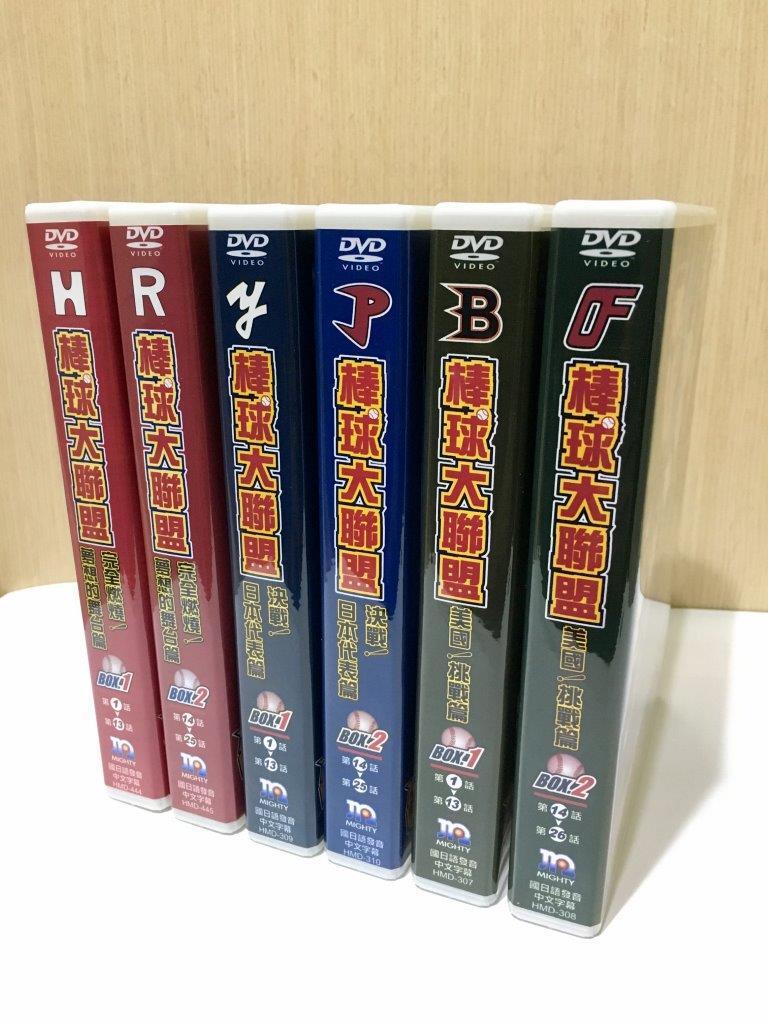 DVD
VIDEO
H
棒球大聯盟
完全燃燒!
夢想的舞台篇
BOX-1
第1話
第13話
MIGHTY
國日語發音
中文字幕
HMD-444
DVD
VIDEO
R
棒球大聯盟
完全燃燒!
夢想的舞台篇
BOX-2
第14話
第25話
MIGHTY
國日語發音
中文字幕
HMD-445
DVD
VIDEO
y
棒球大聯盟
決戰!
日本代表篇
BOX-1
第1話
第13話
MIGHTY
國日語發音
中文字幕
HMD-309
DVD
VIDEO
P
棒球大聯盟
決戰!
日本代表篇
BOX-2
第14話
第25話
MIGHTY
國日語發音
中文字幕
HMD-310
DVD
VIDEO
B
棒球大聯盟
美國!挑戰篇
BOX-1
第1話
第13話
MIGHTY
國日語發音
中文字幕
HMD-307
DVD
VIDEO
OF
棒球大聯盟
美國!挑戰篇
BOX-2
第14話
第26話
MIGHTY
國日語發音
中文字幕
HMD-308